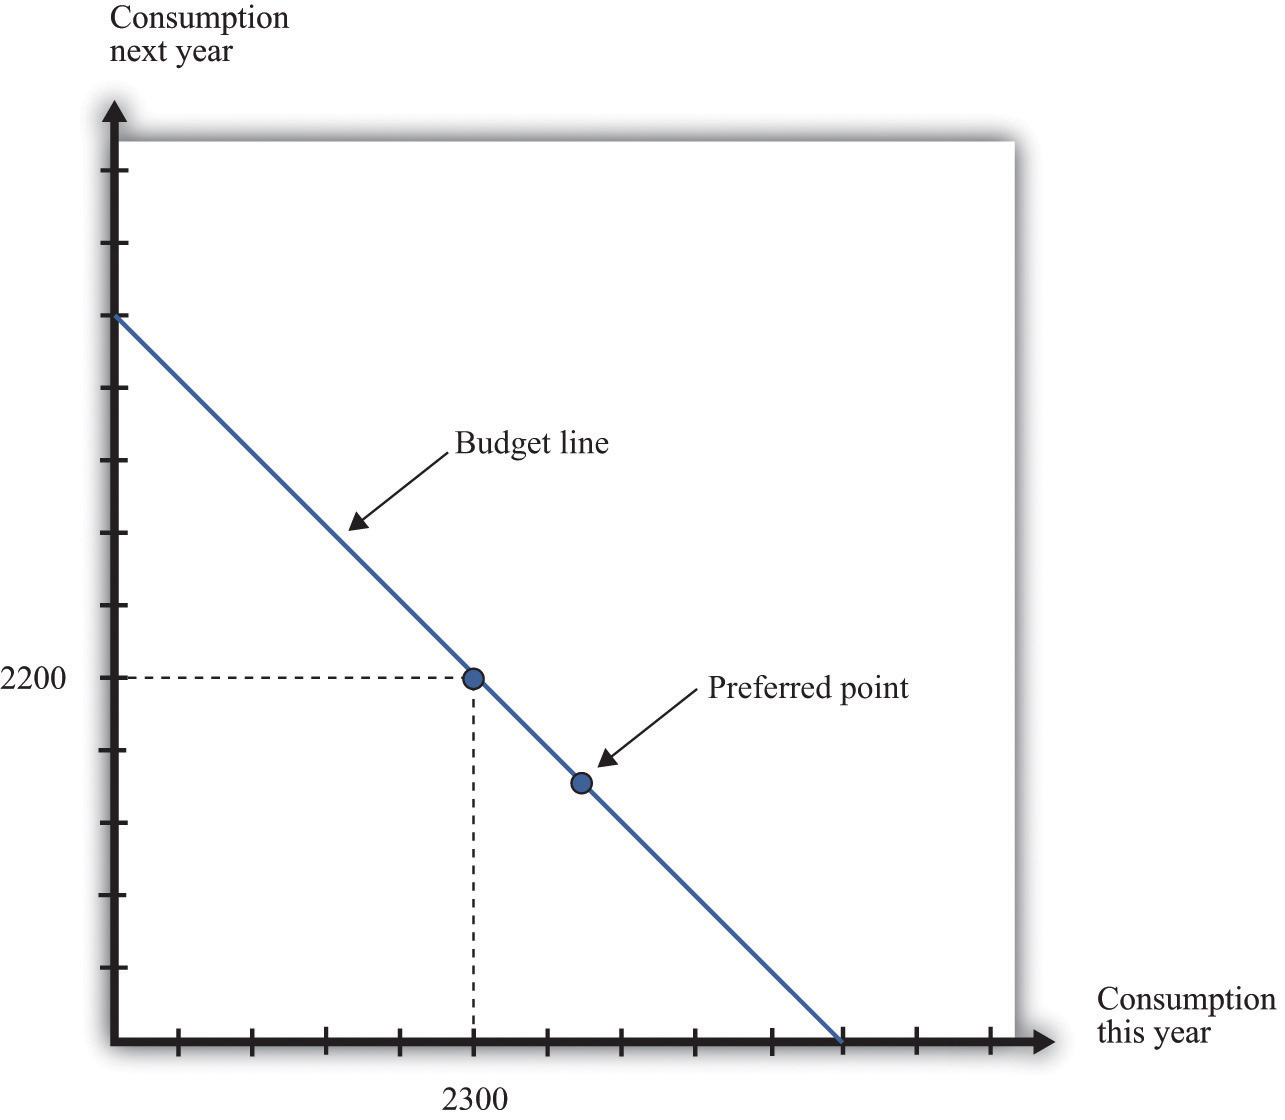 Consumption
next year
Budget line
2200
Preferred point
Consumption
this year
2300